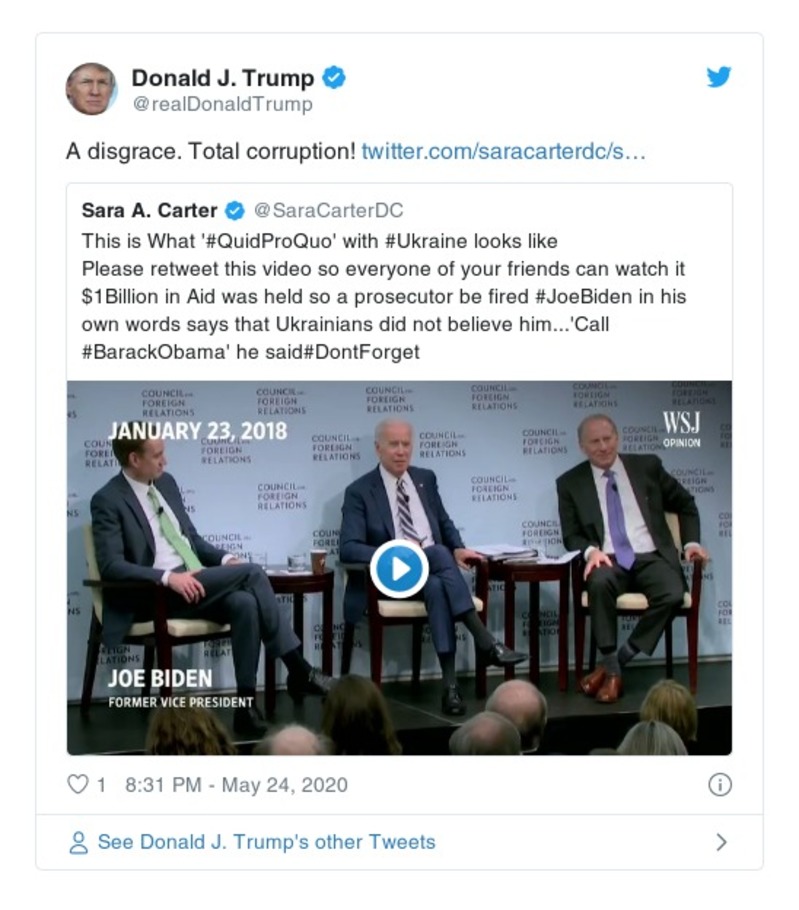 Donald J. Trump
@realDonaldTrump
A disgrace. Total corruption! twitter.com/saracarterdc/s…
Sara A. Carter @SaraCarterDC
This is What '#QuidProQuo' with #Ukraine looks like
Please retweet this video so everyone of your friends can watch it
$1Billion in Aid was held so a prosecutor be fired #JoeBiden in his
own words says that Ukrainians did not believe him...'Call
#BarackObama' he said#DontForget
JANUARY 23, 2018
WSJ
OPINION
COUNCIL
FOREIGN
RELATIONS
JOE BIDEN
FORMER VICE PRESIDENT
1 8:31 PM - May 24, 2020
See Donald J. Trump's other Tweets